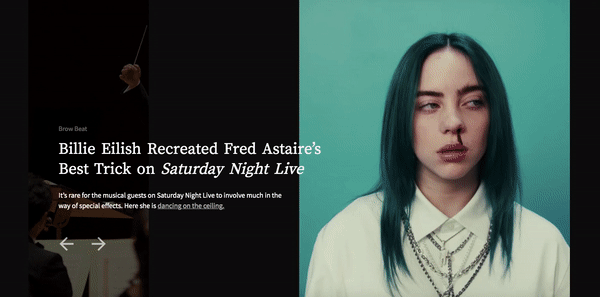 Brow Beat
Billie Eilish Recreated Fred Astaire’s
Best Trick on Saturday Night Live
It's rare for the musical guests on Saturday Night Live to involve much in the
way of special effects. Here she is dancing on the ceiling.